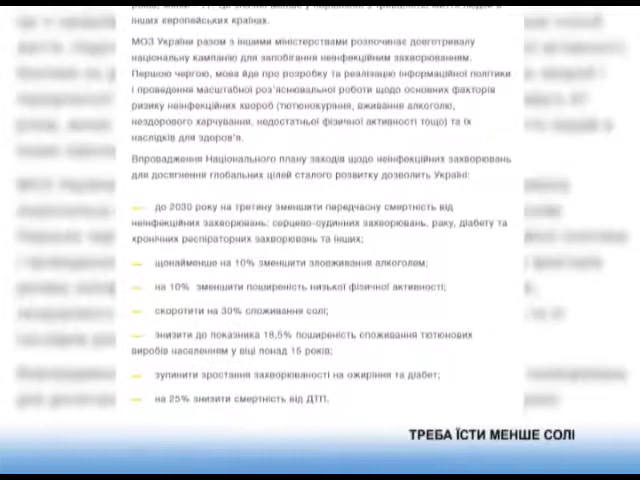 інших європейських країнах.
МОЗ України разом з іншими міністерствами розпочинає довготривалу
національну кампанію для запобігання неінфекційним захворюванням.
Першою чергою, мова йде про розробку та реалізацію інформаційної політики
і проведення масштабної роз'яснювальної роботи щодо основних факторів
ризику неінфекційних хвороб (тютюнокуріння, вживання алкоголю,
нездорового харчування, недостатньої фізичної активності тощо) та їх
наслідків для здоров'я.
Впровадження Національного плану заходів щодо неінфекційних захворювань
для досягнення глобальних цілей сталого розвитку дозволить Україні:
— до 2030 року на третину зменшити передчасну смертність від
неінфекційних захворювань: серцево-судинних захворювань, раку, діабету та
хронічних респіраторних захворювань та інших;
— щонайменше на 10% зменшити зловживання алкоголем;
— на 10% зменшити поширеність низької фізичної активності;
— скоротити на 30% споживання солі;
— знизити до показника 18,5% поширеність споживання тютюнових
виробів населенням у віці понад 15 років;
— зупинити зростання захворюваності на ожиріння та діабет;
— на 25% знизити смертність від ДТП.
ТРЕБА ЇСТИ МЕНШЕ СОЛІ